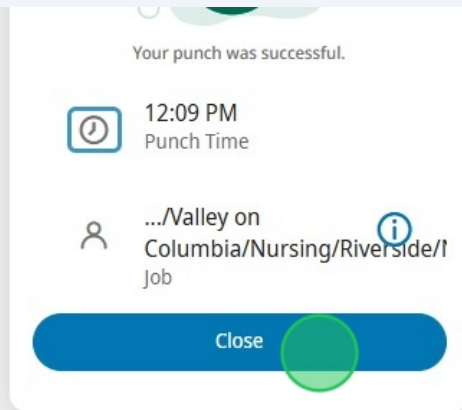 Your punch was successful.
12:09 PM
Punch Time
.../Valley on
Columbia/Nursing/Riverside/
Job
Close